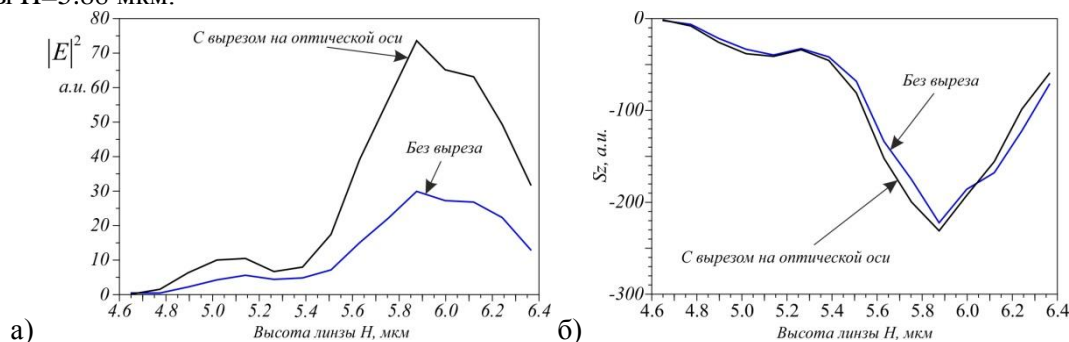 H=5.88 мкм.
80
70
60
50
40
30
20
10
0
|E|²
а.и.
С вырезом на оптической оси
Без выреза
4.6 4.8 5.0 5.2 5.4 5.6 5.8 6.0 6.2 6.4
Высота линзы H, мкм
а)
0
-100
-200
-300
Sz, а.и.
Без выреза
С вырезом на оптической оси
4.6 4.8 5.0 5.2 5.4 5.6 5.8 6.0 6.2 6.4
Высота линзы H, мкм
б)